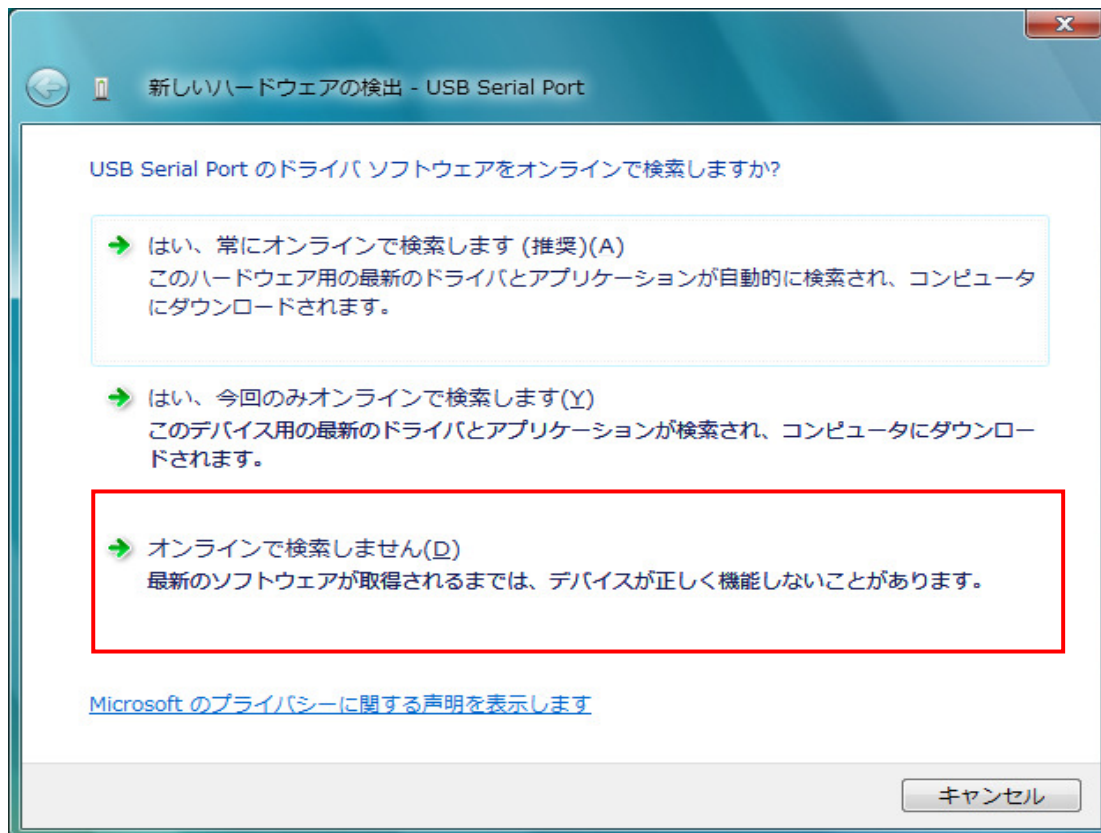 新しいハードウェアの検出 - USB Serial Port
USB Serial Port のドライバ ソフトウェアをオンラインで検索しますか?
はい、常にオンラインで検索します (推奨)(A)
このハードウェア用の最新のドライバとアプリケーションが自動的に検索され、コンピュータ
にダウンロードされます。
はい、今回のみオンラインで検索します(Y)
このデバイス用の最新のドライバとアプリケーションが検索され、コンピュータにダウンロー
ドされます。
オンラインで検索しません(D)
最新のソフトウェアが取得されるまでは、デバイスが正しく機能しないことがあります。
Microsoft のプライバシーに関する声明を表示します
キャンセル